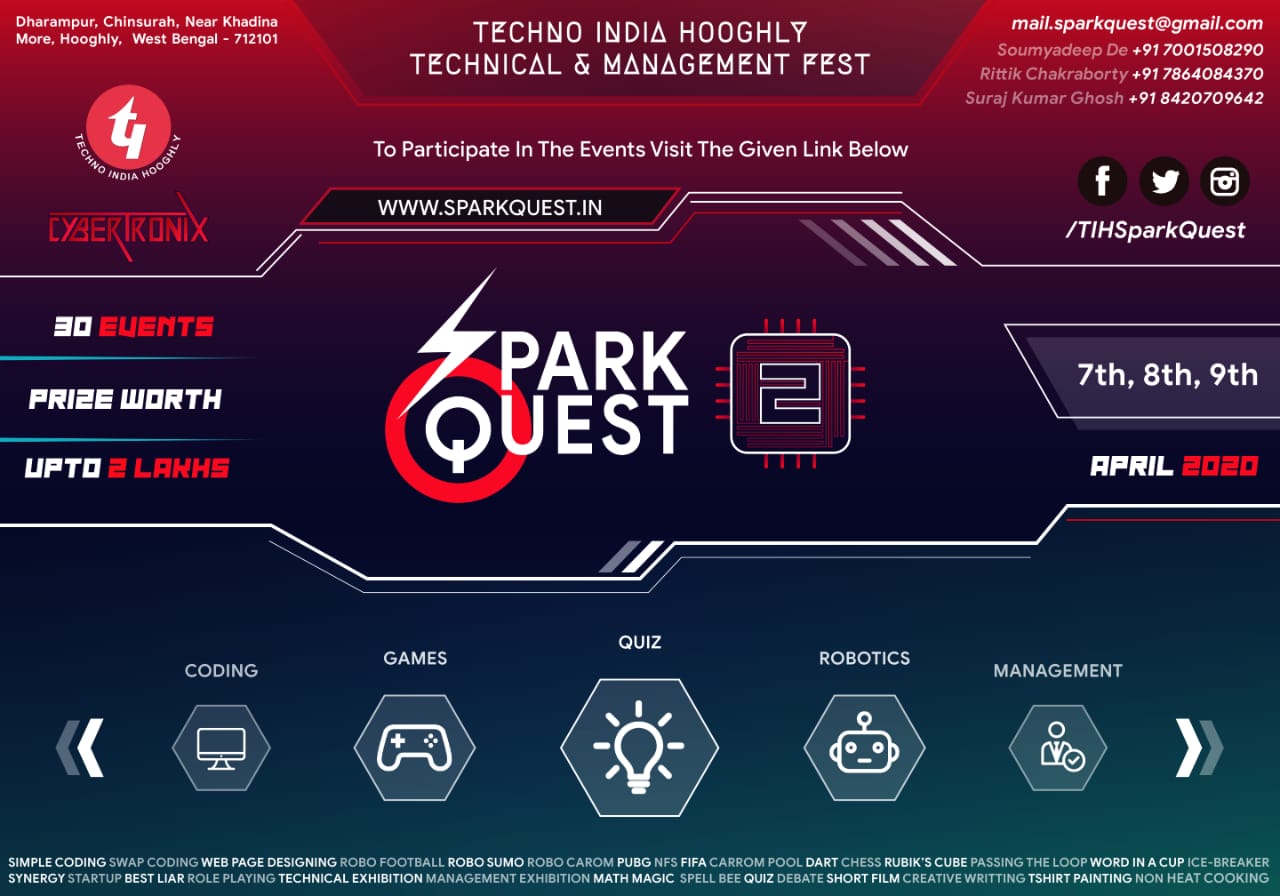 Dharampur, Chinsurah, Near Khadina
More, Hooghly, West Bengal - 712101
TECHNO INDIA HOOGHLY
TECHNICAL & MANAGEMENT FEST
mail.sparkquest@gmail.com
Soumyadeep De +91 7001508290
Rittik Chakraborty +91 7864084370
Suraj Kumar Ghosh +91 8420709642
TECHNO INDIA HOOGHLY
CYBERTRONIX
To Participate In The Events Visit The Given Link Below
WWW.SPARKQUEST.IN
/TIHSparkQuest
30 EVENTS
PRIZE WORTH
UPTO 2 LAKHS
SPARK
QUEST
2
7th, 8th, 9th
APRIL 2020
CODING
GAMES
QUIZ
ROBOTICS
MANAGEMENT
SIMPLE CODING SWAP CODING WEB PAGE DESIGNING ROBO FOOTBALL ROBO SUMO ROBO CAROM PUBG NFS FIFA CARROM POOL DART CHESS RUBIK'S CUBE PASSING THE LOOP WORD IN A CUP ICE-BREAKER
SYNERGY STARTUP BEST LIAR ROLE PLAYING TECHNICAL EXHIBITION MANAGEMENT EXHIBITION MATH MAGIC SPELL BEE QUIZ DEBATE SHORT FILM CREATIVE WRITTING TSHIRT PAINTING NON HEAT COOKING